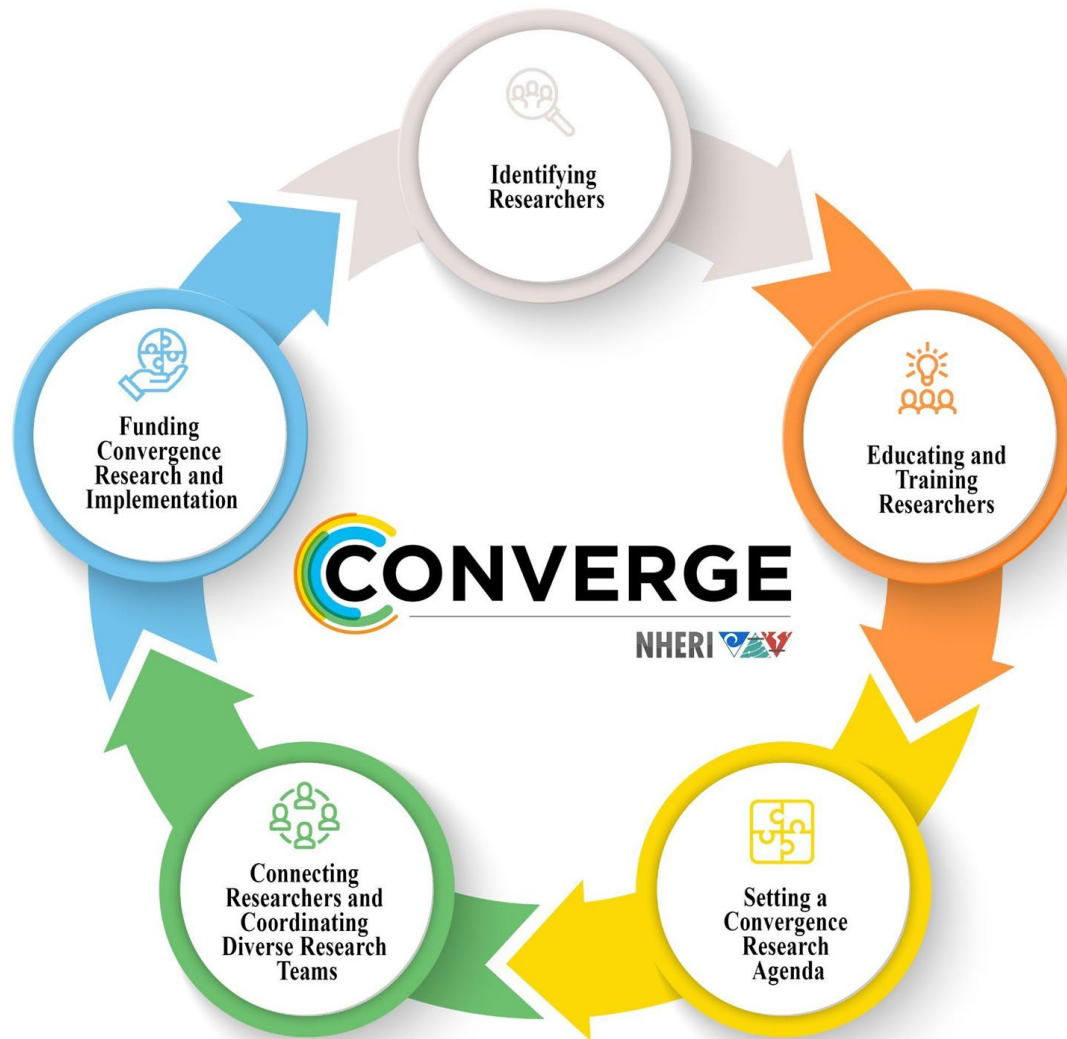 Identifying
Researchers
Educating and
Training
Researchers
Setting a
Convergence
Research
Agenda
Connecting
Researchers and
Coordinating
Diverse Research
Teams
Funding
Convergence
Research and
Implementation
CONVERGE
NHERI